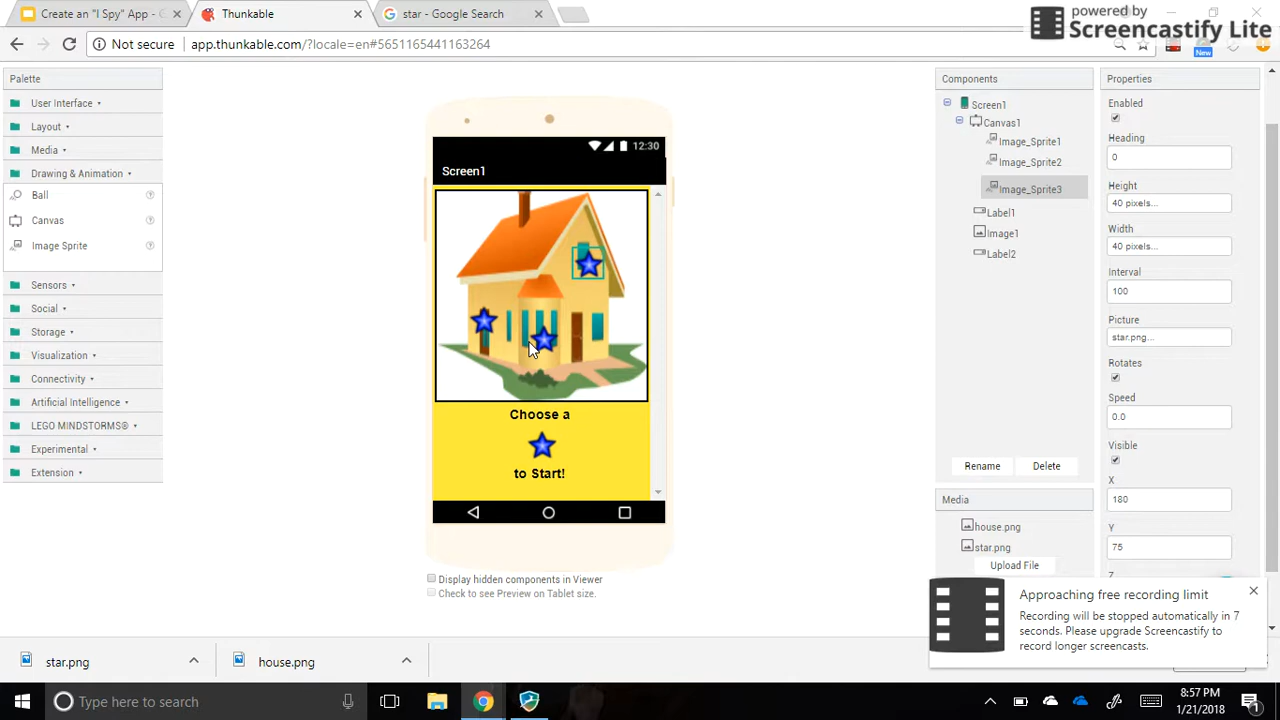 Create an "I Spy" App - G
Thunkable
star - Google Search
powered by
Screencastify Lite
Not secure
app.thunkable.com/?locale=en#5651165441163264
New
Palette
User Interface
Layout
Media
Drawing & Animation
Ball
Canvas
Image Sprite
Sensors
Social
Storage
Visualization
Connectivity
Artificial Intelligence
LEGO MINDSTORMS®
Experimental
Extension
12:30
Screen1
Choose a
to Start!
Display hidden components in Viewer
Check to see Preview on Tablet size.
Components
Screen1
Canvas1
Image_Sprite1
Image_Sprite2
Image_Sprite3
Label1
Image1
Label2
Rename
Delete
Media
house.png
star.png
Upload File
Properties
Enabled
Heading
0
Height
40 pixels...
Width
40 pixels...
Interval
100
Picture
star.png...
Rotates
Speed
0.0
Visible
X
180
Y
75
Approaching free recording limit
Recording will be stopped automatically in 7
seconds. Please upgrade Screencastify to
record longer screencasts.
star.png
house.png
Type here to search
8:57 PM
1/21/2018